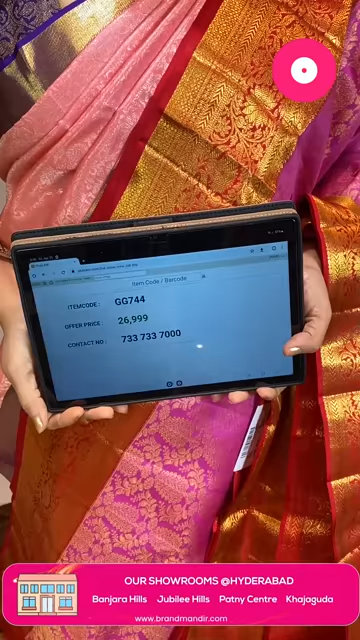 Item Code / Barcode
ITEMCODE : GG744
OFFER PRICE : 26,999
CONTACT NO : 733 733 7000
OUR SHOWROOMS @HYDERABAD
Banjara Hills Jubilee Hills Patny Centre Khajaguda
www.brandmandir.com